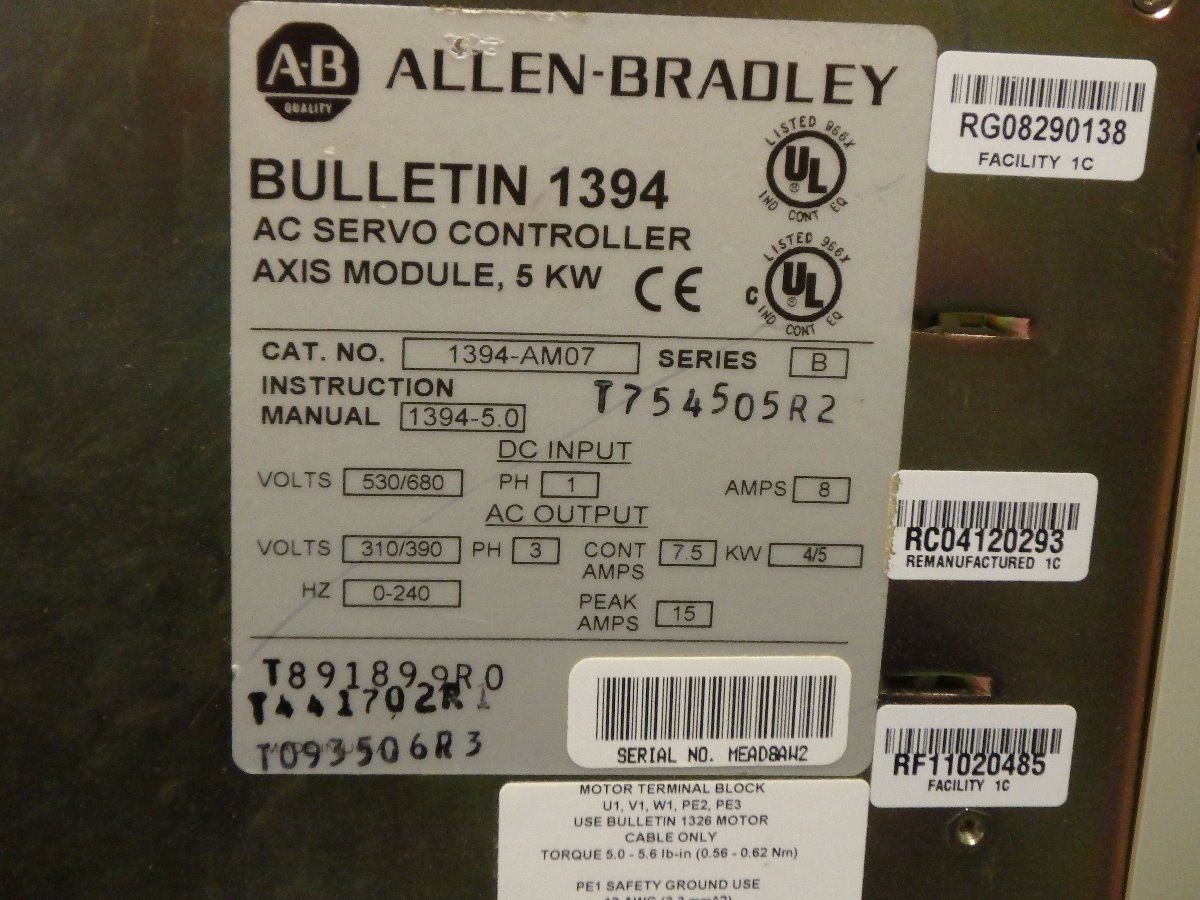 A-B
QUALITY
ALLEN-BRADLEY
RG08290138
FACILITY 1C
BULLETIN 1394
AC SERVO CONTROLLER
AXIS MODULE, 5 KW
CE
LISTED 966X
UL
®
IND CONT EQ
LISTED 966X
C UL
®
IND CONT EQ
CAT. NO. 1394-AM07 SERIES B
INSTRUCTION
MANUAL 1394-5.0
T754505R2
DC INPUT
VOLTS 530/680 PH 1 AMPS 8
AC OUTPUT
VOLTS 310/390 PH 3 CONT AMPS 7.5 KW 4/5
HZ 0-240
PEAK AMPS 15
RC04120293
REMANUFACTURED 1C
T891899R0
T441702R1
T093506R3
SERIAL NO. MEAD8AW2
RF11020485
FACILITY 1C
MOTOR TERMINAL BLOCK
U1, V1, W1, PE2, PE3
USE BULLETIN 1326 MOTOR
CABLE ONLY
TORQUE 5.0 - 5.6 lb-in (0.56 - 0.62 Nm)
PE1 SAFETY GROUND USE